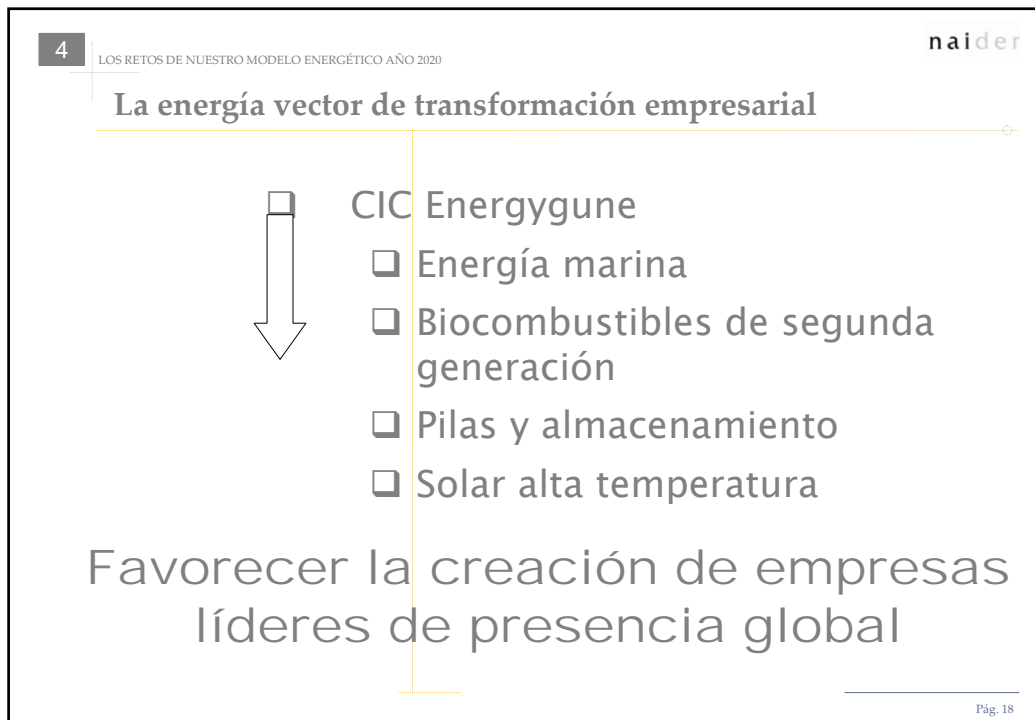 4
LOS RETOS DE NUESTRO MODELO ENERGÉTICO AÑO 2020
naider
La energía vector de transformación empresarial
CIC Energygune
Energía marina
Biocombustibles de segunda
generación
Pilas y almacenamiento
Solar alta temperatura
Favorecer la creación de empresas
líderes de presencia global
Pág. 18